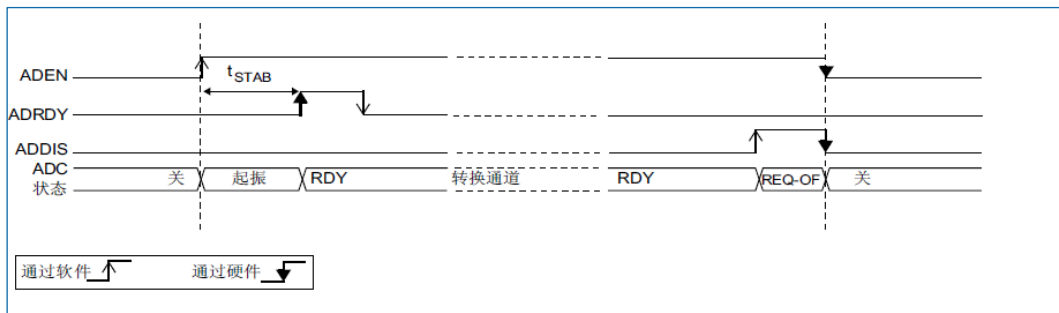 ADEN
tSTAB
ADRDY
ADDIS
ADC
状态
关 起振 RDY 转换通道 RDY REQ-OF 关
通过软件 通过硬件